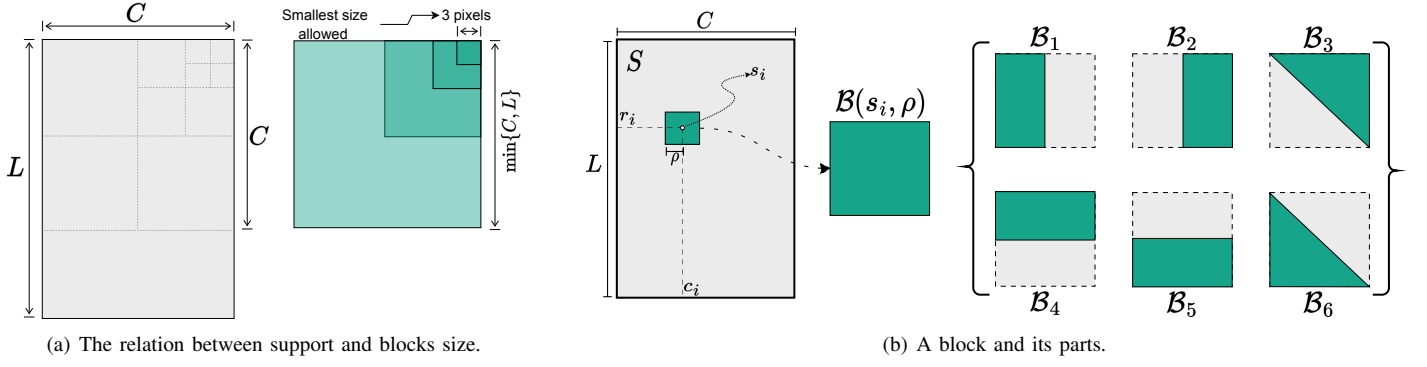 C
L
C
Smallest size
allowed
3 pixels
min{C, L}
(a) The relation between support and blocks size.
C
L
S
s_i
r_i
ρ
c_i
ℬ(s_i, ρ)
ℬ_1
ℬ_2
ℬ_3
ℬ_4
ℬ_5
ℬ_6
(b) A block and its parts.